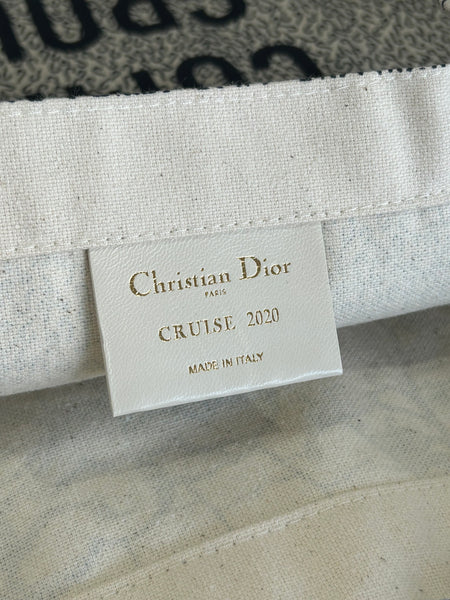 Christian Dior
PARIS
CRUISE 2020
MADE IN ITALY